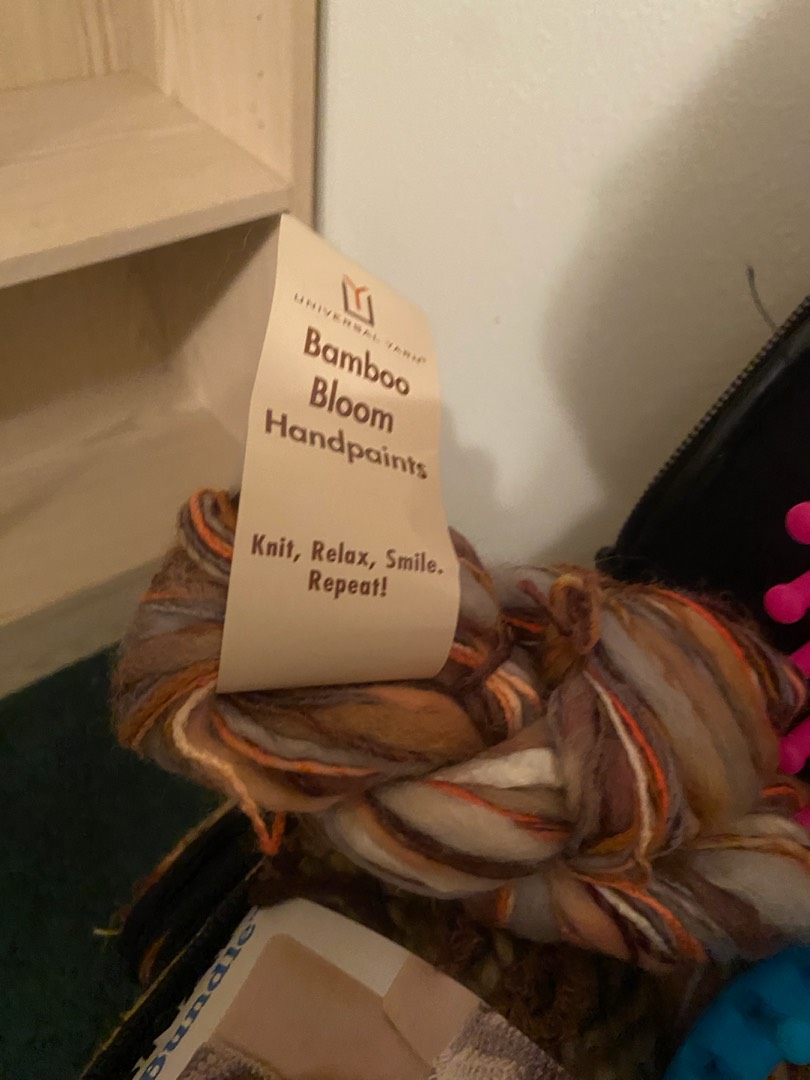 UNIVERSAL YARN
Bamboo
Bloom
Handpaints
Knit, Relax, Smile.
Repeat!
Bundle